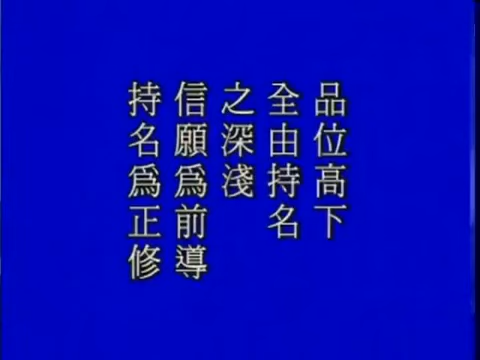 品位高下
全由持名
之深淺
信願爲前導
持名爲正修